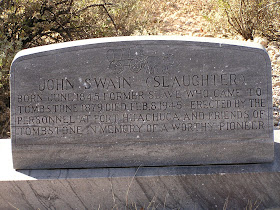 JOHN SWAIN (SLAUGHTER)
BORN JUNE 1845 FORMER SLAVE WHO CAME TO
TOMBSTONE 1879 DIED FEB. 8 1945 ERECTED BY THE
PERSONNEL AT FORT HUACHUCA AND FRIENDS OF
TOMBSTONE IN MEMORY OF A WORTHY PIONEER